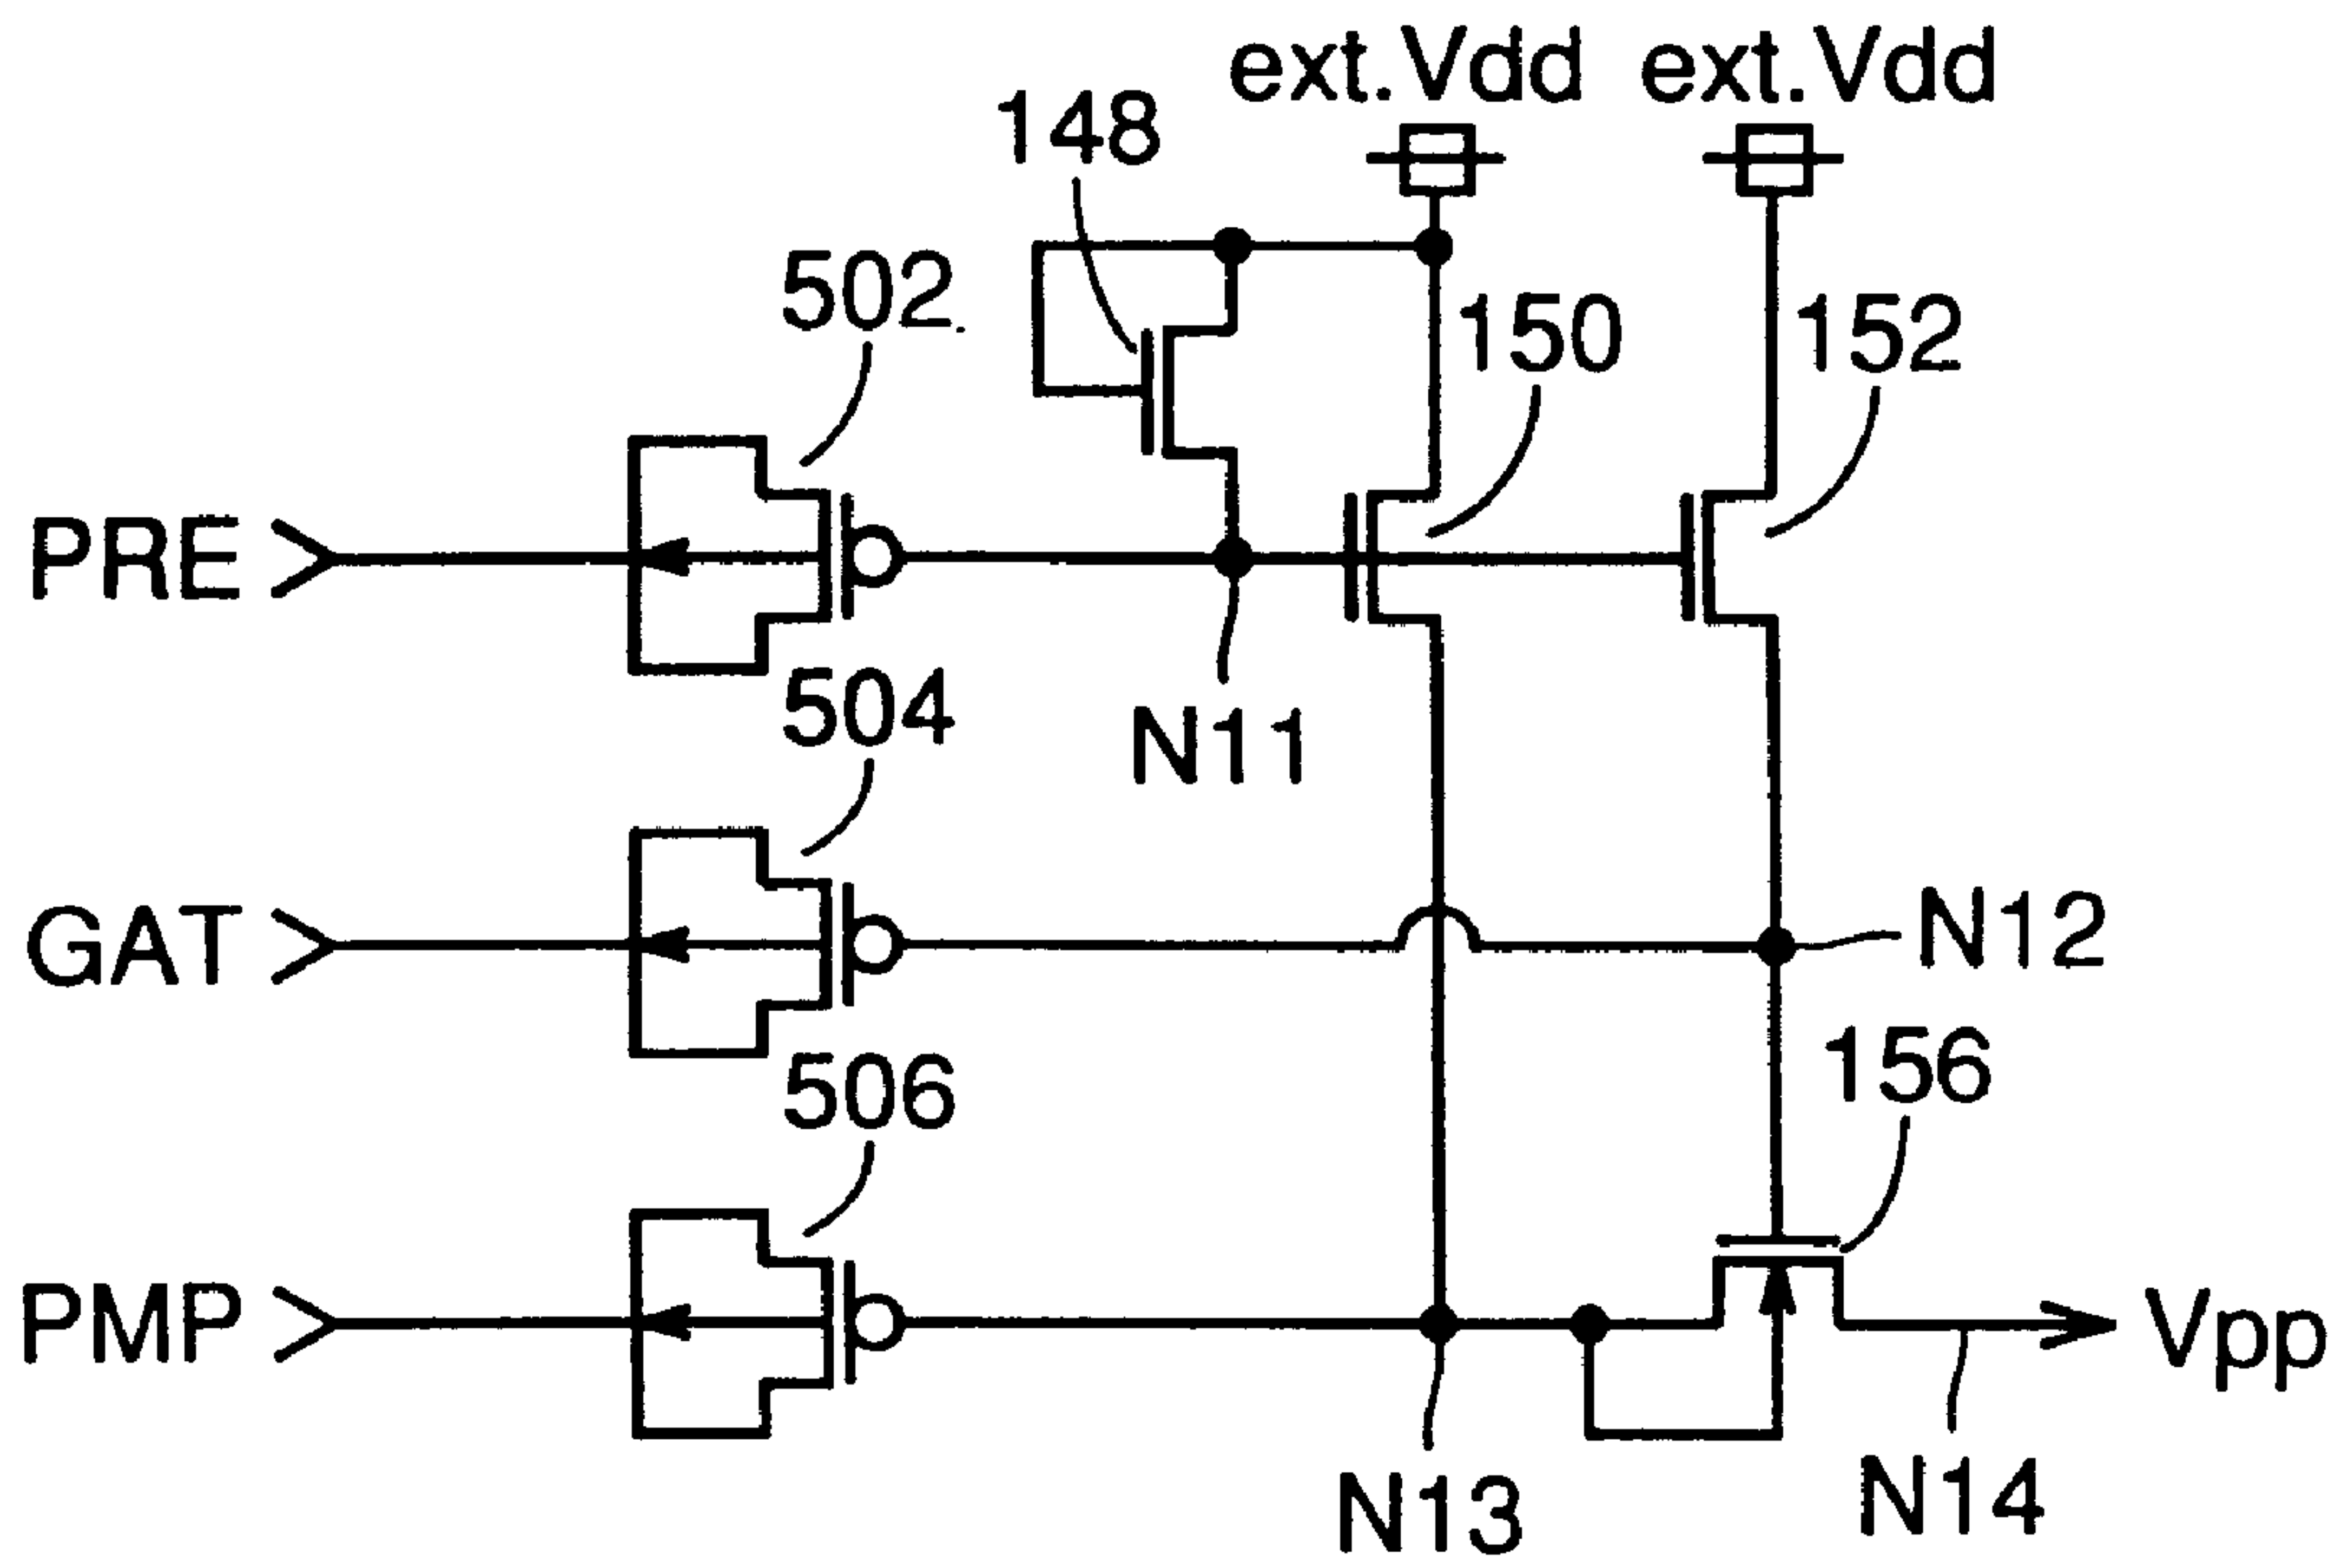 ext.Vdd ext.Vdd
148
502.
150
152
PRE
504
N11
GAT
N12
506
156
PMP
Vpp
N13
N14